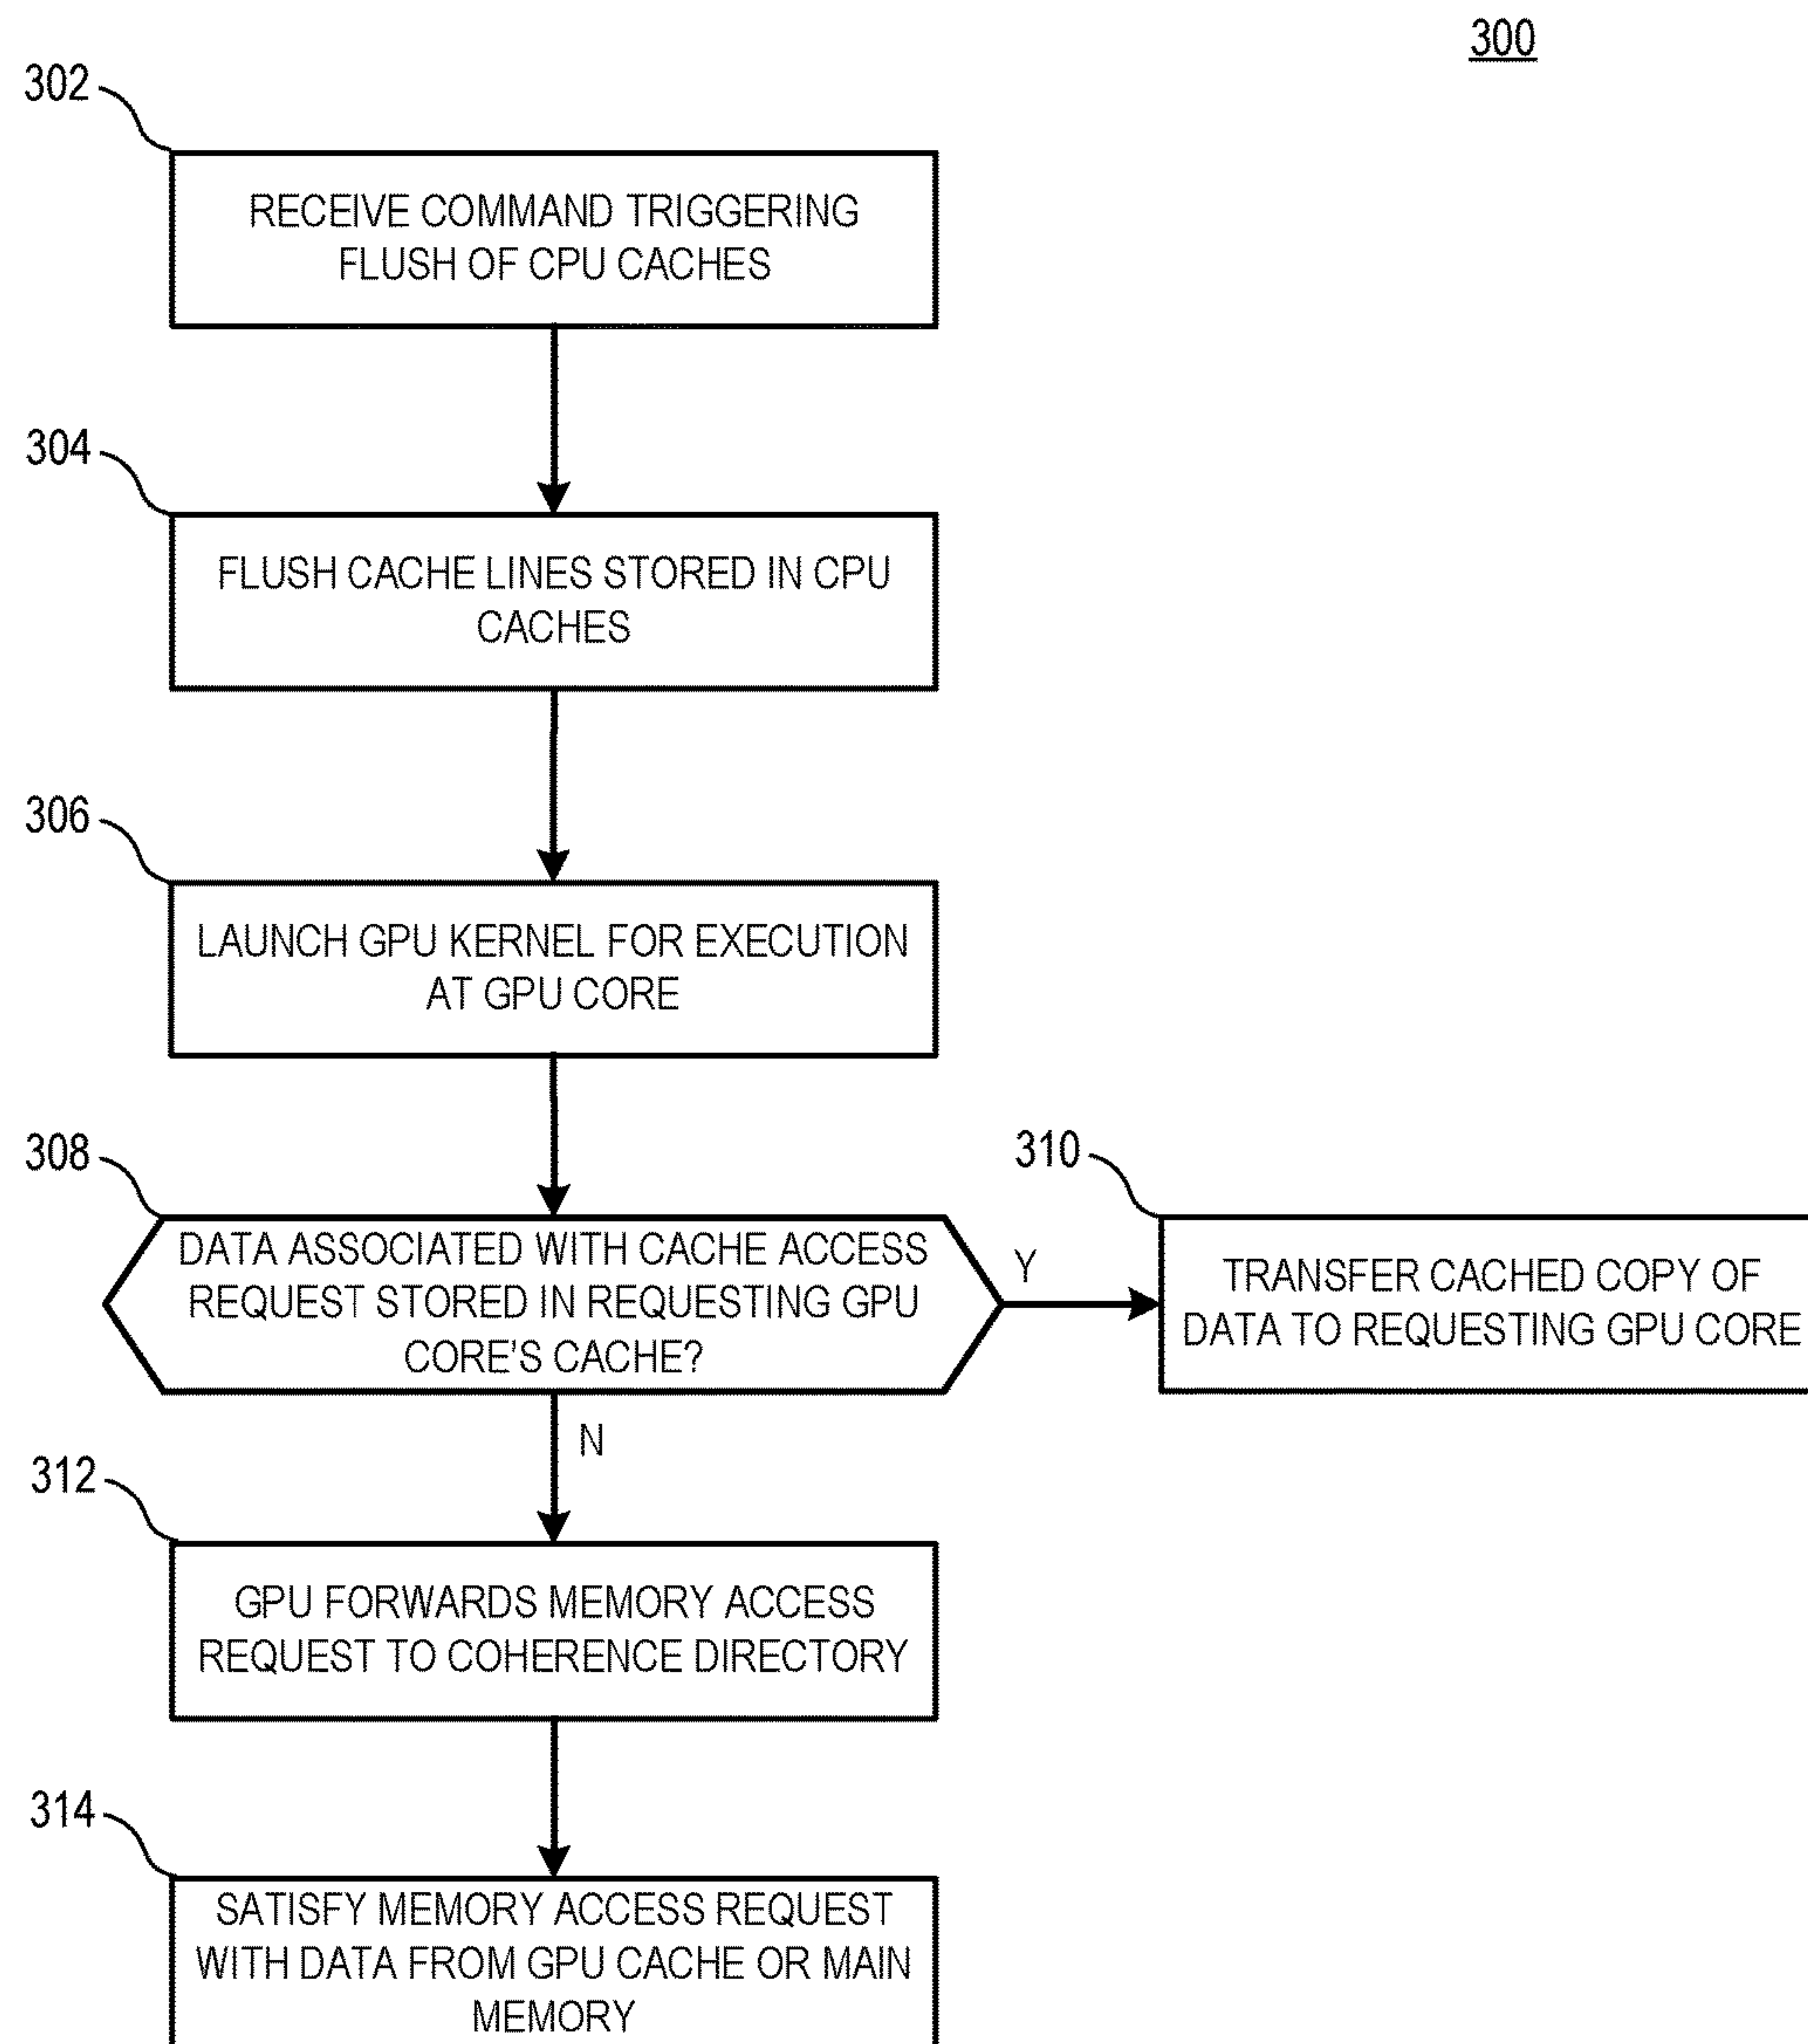 300
302
RECEIVE COMMAND TRIGGERING
FLUSH OF CPU CACHES
304
FLUSH CACHE LINES STORED IN CPU
CACHES
306
LAUNCH GPU KERNEL FOR EXECUTION
AT GPU CORE
308
DATA ASSOCIATED WITH CACHE ACCESS
REQUEST STORED IN REQUESTING GPU
CORE'S CACHE?
Y
310
TRANSFER CACHED COPY OF
DATA TO REQUESTING GPU CORE
N
312
GPU FORWARDS MEMORY ACCESS
REQUEST TO COHERENCE DIRECTORY
314
SATISFY MEMORY ACCESS REQUEST
WITH DATA FROM GPU CACHE OR MAIN
MEMORY